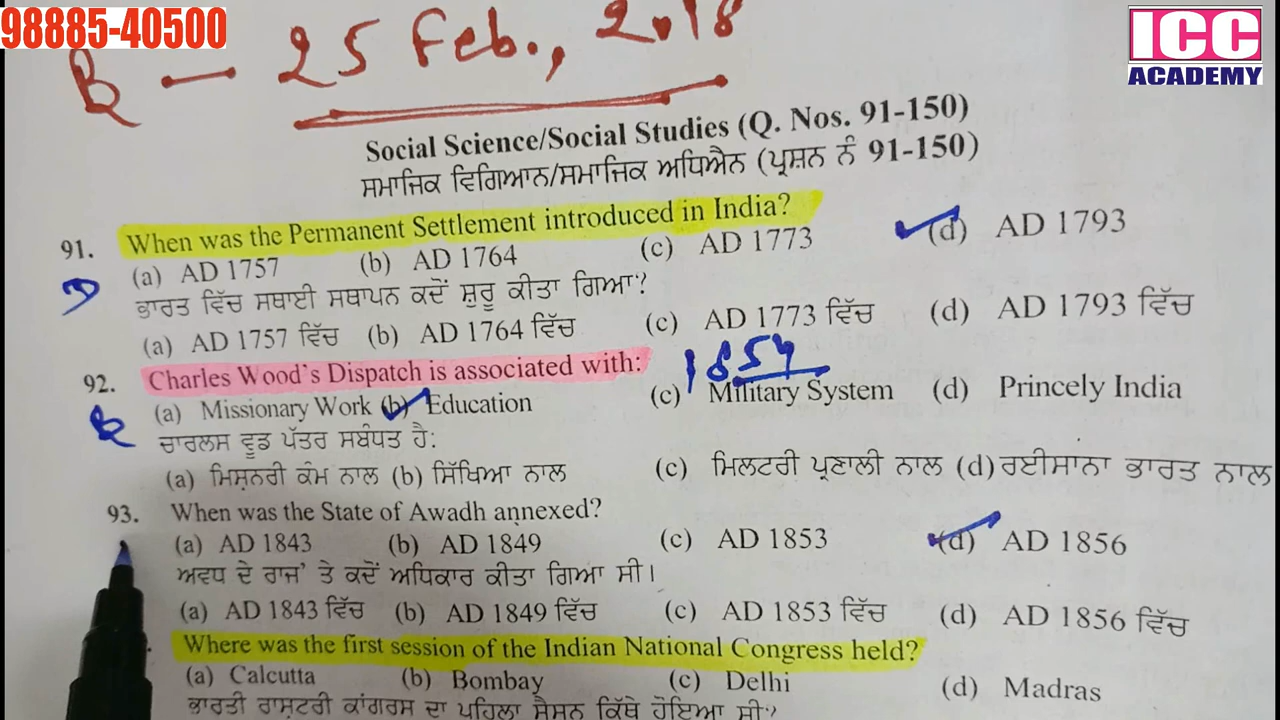 98885-40500
ICC
ACADEMY
25 Feb., 2018
Social Science/Social Studies (Q. Nos. 91-150)
ਸਮਾਜਿਕ ਵਿਗਿਆਨ/ਸਮਾਜਿਕ ਅਧਿਐਨ (ਪ੍ਰਸ਼ਨ ਨੰ 91-150)
91. When was the Permanent Settlement introduced in India?
(a) AD 1757 (b) AD 1764 (c) AD 1773 (d) AD 1793
ਭਾਰਤ ਵਿੱਚ ਸਥਾਈ ਸਥਾਪਨ ਕਦੋਂ ਸ਼ੁਰੂ ਕੀਤਾ ਗਿਆ?
(a) AD 1757 ਵਿੱਚ (b) AD 1764 ਵਿੱਚ (c) AD 1773 ਵਿੱਚ (d) AD 1793 ਵਿੱਚ
92. Charles Wood's Dispatch is associated with: 1854
(a) Missionary Work (b) Education (c) Military System (d) Princely India
ਚਾਰਲਸ ਵੂਡ ਪੱਤਰ ਸਬੰਧਤ ਹੈ:
(a) ਮਿਸ਼ਨਰੀ ਕੰਮ ਨਾਲ (b) ਸਿੱਖਿਆ ਨਾਲ (c) ਮਿਲਟਰੀ ਪ੍ਰਣਾਲੀ ਨਾਲ (d) ਰਈਸਾਨਾ ਭਾਰਤ ਨਾਲ
93. When was the State of Awadh annexed?
(a) AD 1843 (b) AD 1849 (c) AD 1853 (d) AD 1856
ਅਵਧ ਦੇ ਰਾਜ' ਤੇ ਕਦੋਂ ਅਧਿਕਾਰ ਕੀਤਾ ਗਿਆ ਸੀ।
(a) AD 1843 ਵਿੱਚ (b) AD 1849 ਵਿੱਚ (c) AD 1853 ਵਿੱਚ (d) AD 1856 ਵਿੱਚ
Where was the first session of the Indian National Congress held?
(a) Calcutta (b) Bombay (c) Delhi (d) Madras
ਭਾਰਤੀ ਰਾਸ਼ਟਰੀ ਕਾਂਗਰਸ ਦਾ ਪਹਿਲਾ ਸੈਸ਼ਨ ਕਿੱਥੇ ਹੋਇਆ ਸੀ?